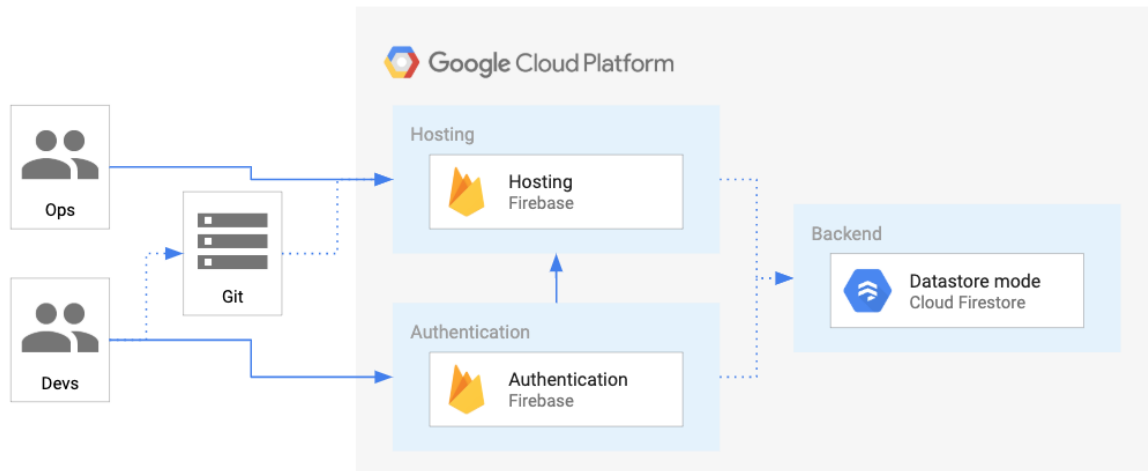 Google Cloud Platform
Ops
Git
Devs
Hosting
Hosting
Firebase
Authentication
Authentication
Firebase
Backend
Datastore mode
Cloud Firestore